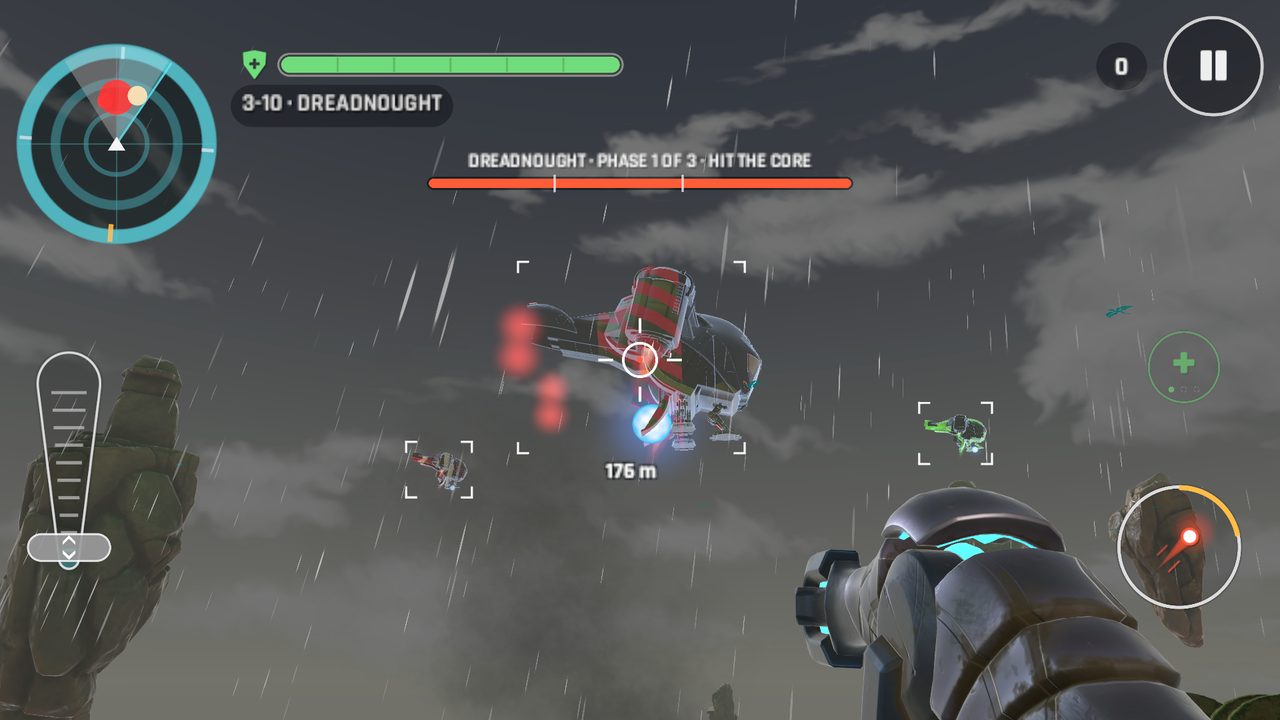 0
3-10 · DREADNOUGHT
DREADNOUGHT · PHASE 1 OF 3 · HIT THE CORE
176 m